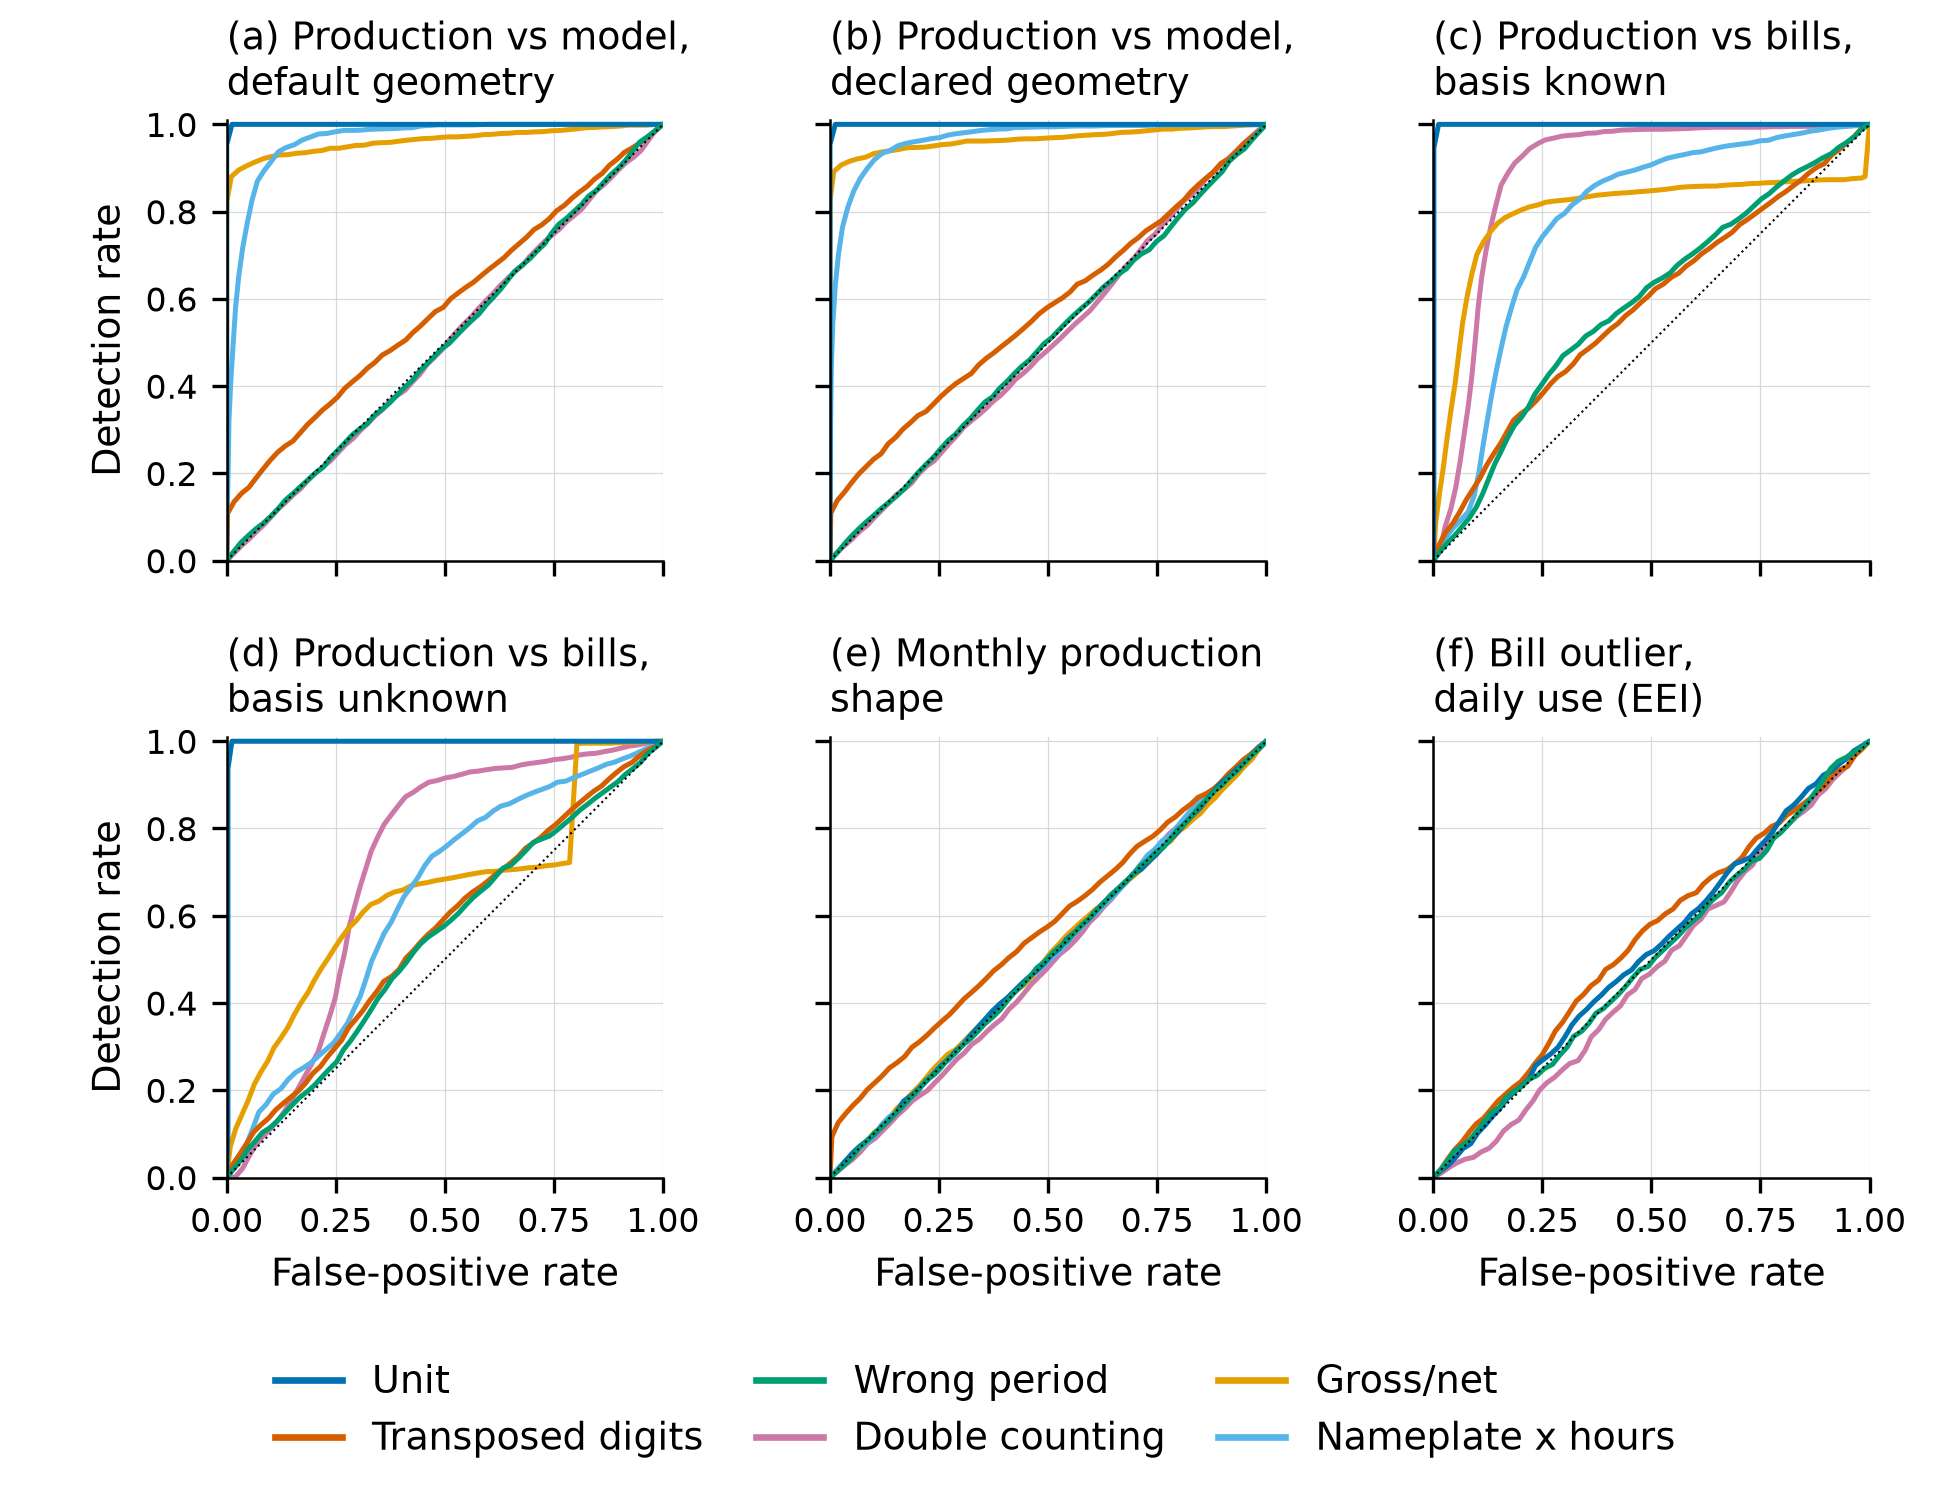 (a) Production vs model,
default geometry
(b) Production vs model,
declared geometry
(c) Production vs bills,
basis known
Detection rate
1.0
0.8
0.6
0.4
0.2
0.0
(d) Production vs bills,
basis unknown
(e) Monthly production
shape
(f) Bill outlier,
daily use (EEI)
Detection rate
1.0
0.8
0.6
0.4
0.2
0.0
0.00 0.25 0.50 0.75 1.00
0.00 0.25 0.50 0.75 1.00
0.00 0.25 0.50 0.75 1.00
False-positive rate
False-positive rate
False-positive rate
Unit
Wrong period
Gross/net
Transposed digits
Double counting
Nameplate x hours